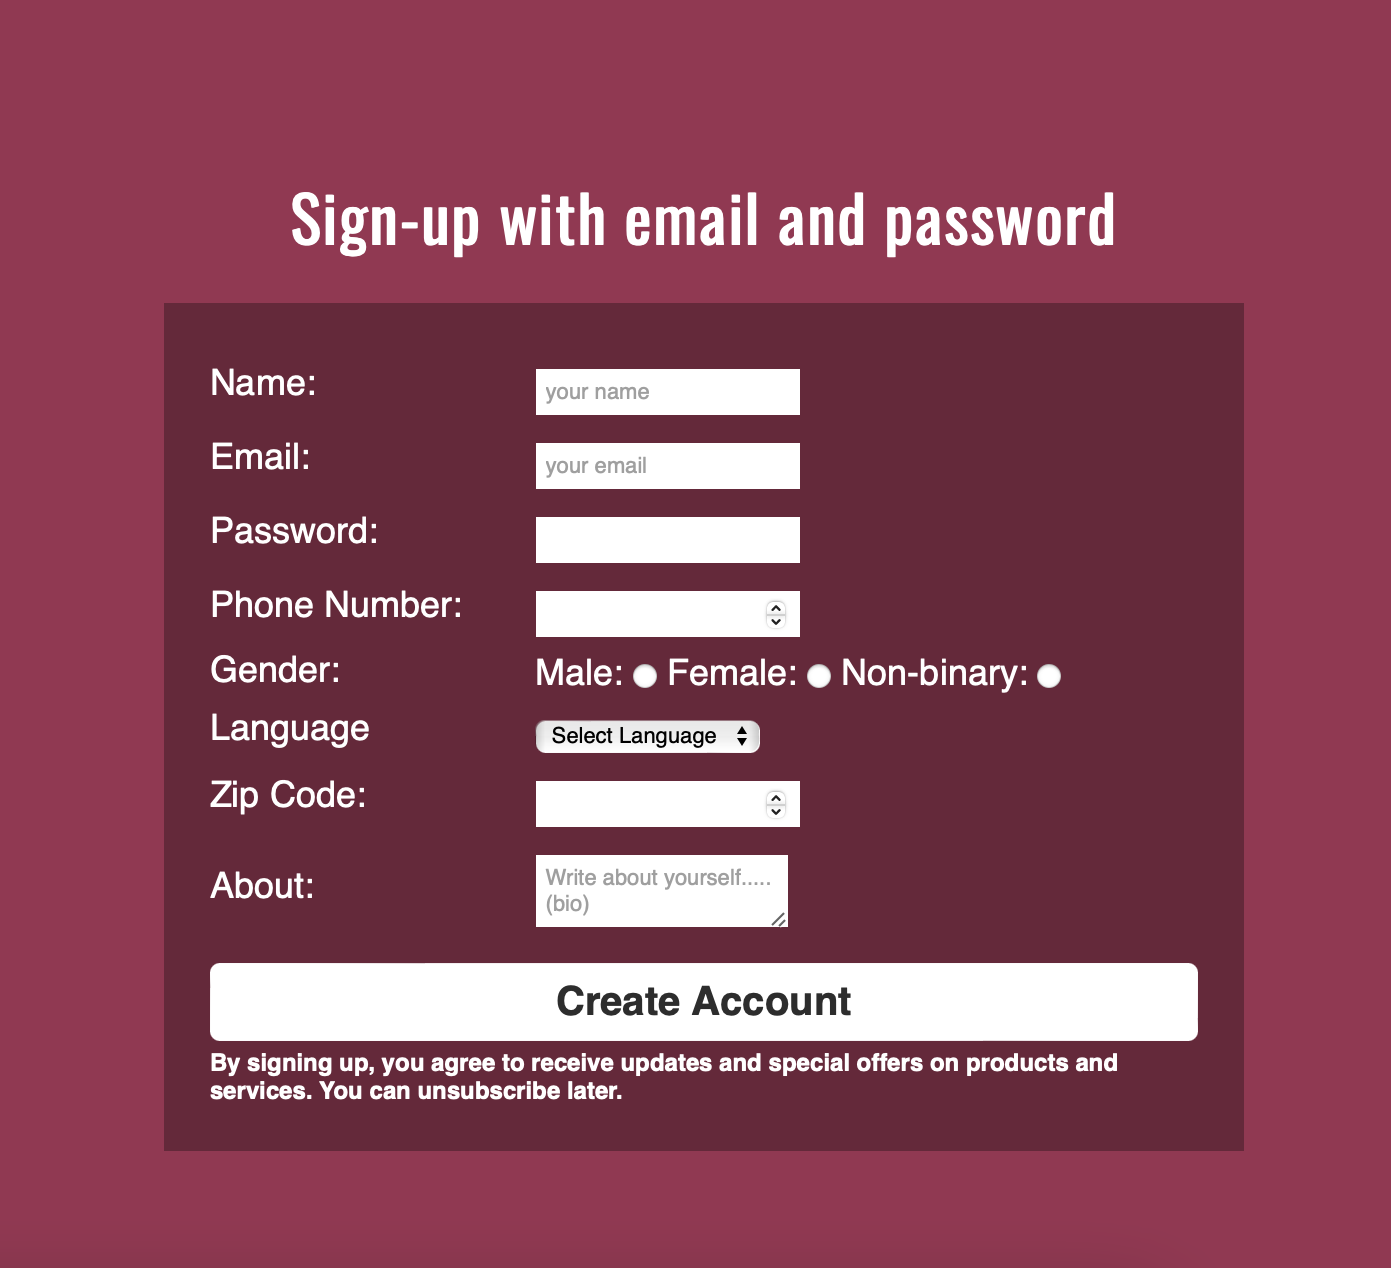 Sign-up with email and password
Name: your name
Email: your email
Password:
Phone Number:
Gender: Male: Female: Non-binary:
Language Select Language
Zip Code:
About: Write about yourself.....
(bio)
Create Account
By signing up, you agree to receive updates and special offers on products and
services. You can unsubscribe later.